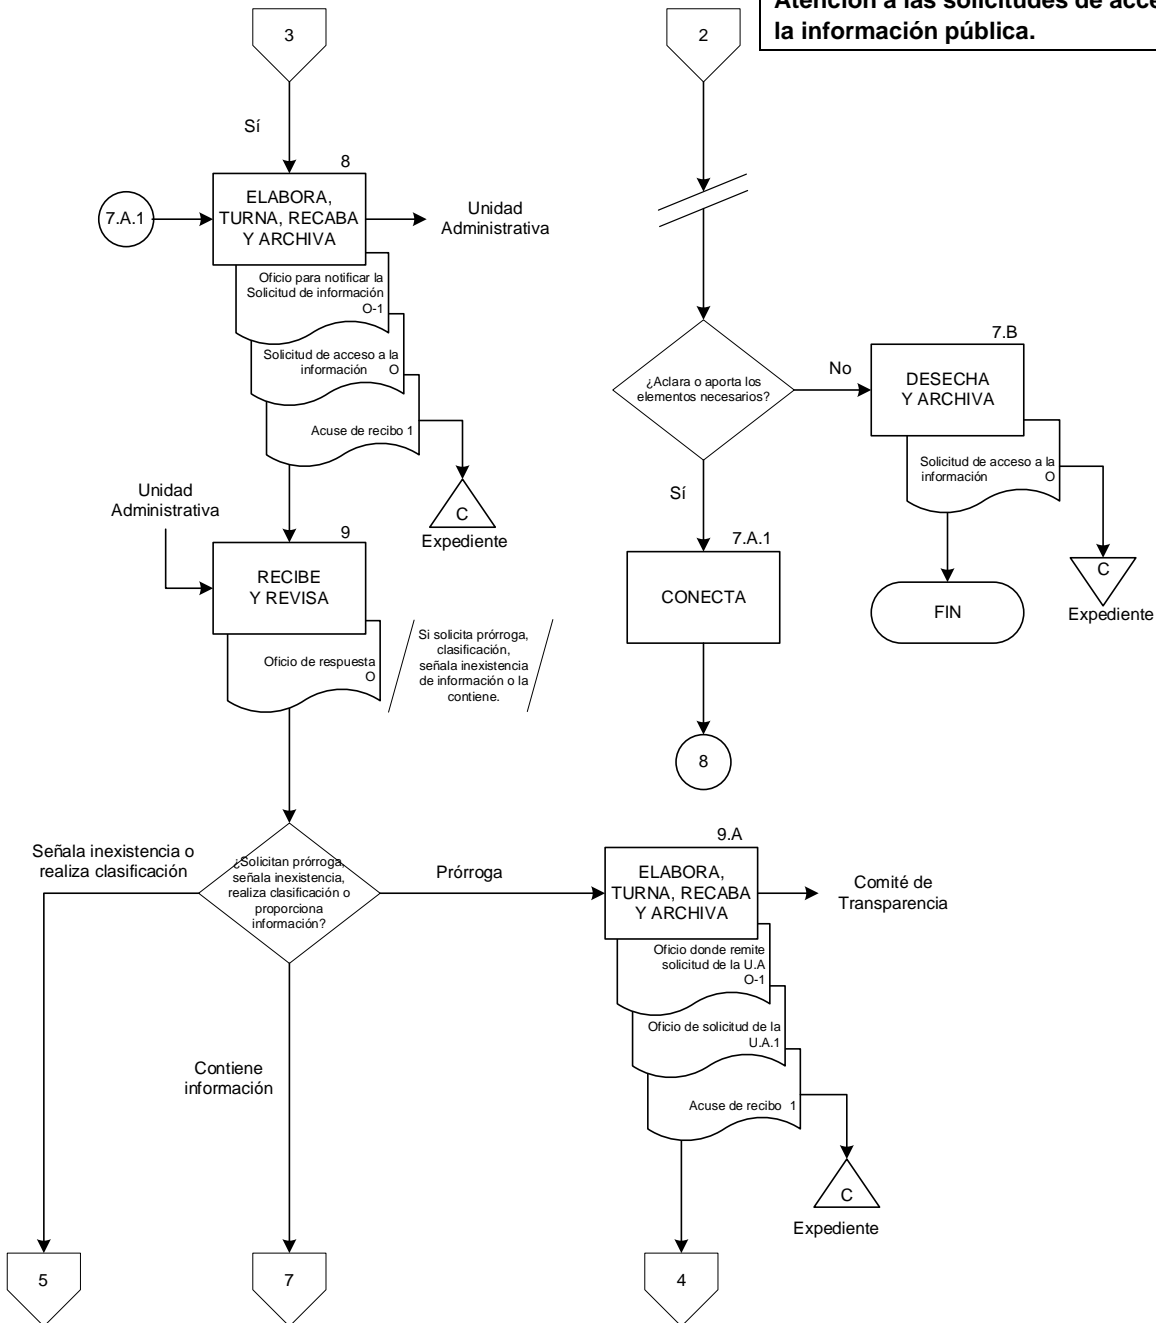 Atención a las solicitudes de acce
la información pública.
3
Sí
8
7.A.1
ELABORA,
TURNA, RECABA
Y ARCHIVA
Unidad
Administrativa
Oficio para notificar la
Solicitud de información
O-1
Solicitud de acceso a la
información O
Acuse de recibo 1
C
Expediente
Unidad
Administrativa
9
RECIBE
Y REVISA
Oficio de respuesta
O
Si solicita prórroga,
clasificación,
señala inexistencia
de información o la
contiene.
¿Solicitan prórroga,
señala inexistencia,
realiza clasificación o
proporciona
información?
Señala inexistencia o
realiza clasificación
Contiene
información
Prórroga
5
7
2
¿Aclara o aporta los
elementos necesarios?
No
7.B
DESECHA
Y ARCHIVA
Solicitud de acceso a la
información O
C
Expediente
FIN
Sí
7.A.1
CONECTA
8
9.A
ELABORA,
TURNA, RECABA
Y ARCHIVA
Comité de
Transparencia
Oficio donde remite
solicitud de la U.A
O-1
Oficio de solicitud de la
U.A.1
Acuse de recibo 1
C
Expediente
4